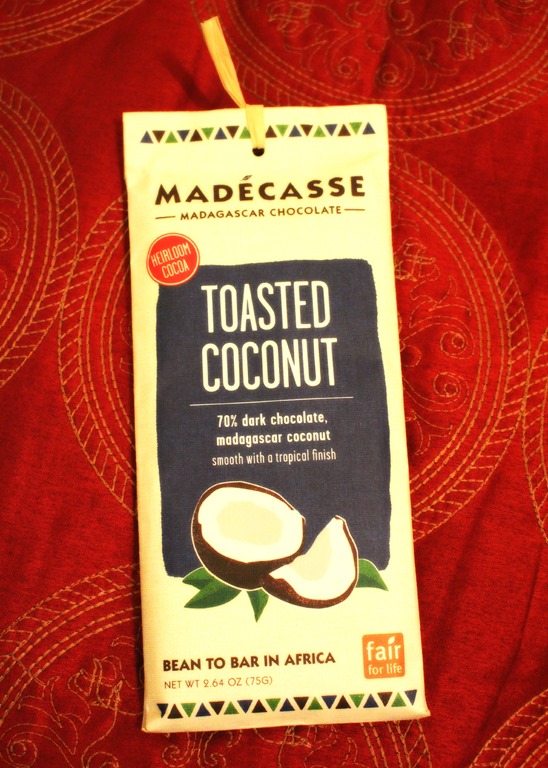 MADÉCASSE
MADAGASCAR CHOCOLATE
HEIRLOOM
COCOA
TOASTED
COCONUT
70% dark chocolate,
madagascar coconut
smooth with a tropical finish
BEAN TO BAR IN AFRICA
NET WT 2.64 OZ (75G)
fair
for life